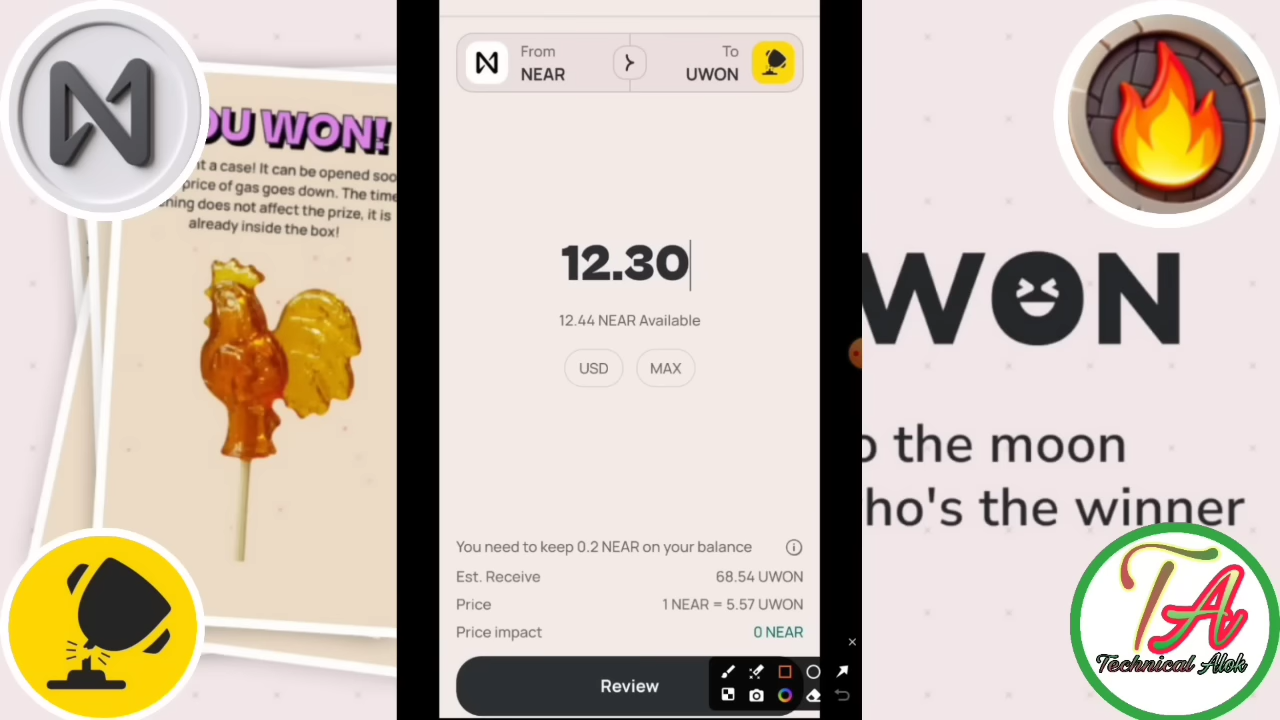 OU WON!
t a case! It can be opened soo
price of gas goes down. The time
ning does not affect the prize, it is
already inside the box!
From
NEAR
To
UWON
12.30
12.44 NEAR Available
USD
MAX
You need to keep 0.2 NEAR on your balance
Est. Receive
68.54 UWON
Price
1 NEAR = 5.57 UWON
Price impact
0 NEAR
Review
WON
o the moon
ho's the winner
TA
Technical Alok